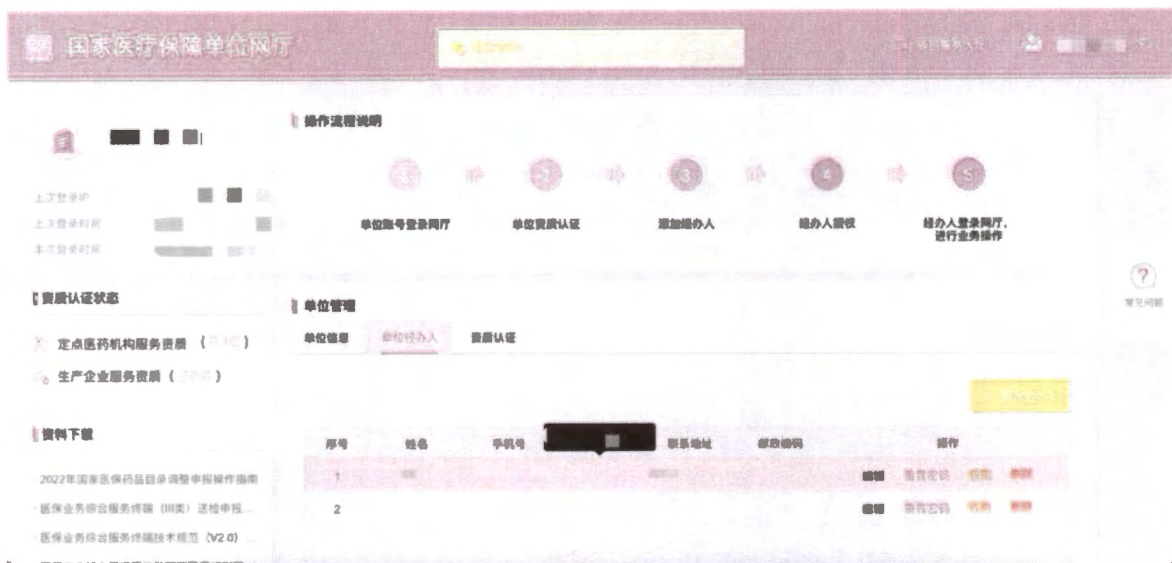 国家医疗保障单位网厅
操作流程说明
3
4
5
上次登录IP
上次登录时间
本次登录时间
单位账号登录网厅
单位资质认证
添加经办人
经办人授权
经办人登录网厅，
进行业务操作
资质认证状态
定点医药机构服务资质（
）
生产企业服务资质（
）
?
常见问题
单位管理
单位信息
单位经办人
资质认证
资料下载
2022年国家医保药品目录调整申报操作指南
医保业务综合服务终端（III类）送检申报...
医保业务综合服务终端技术规范（V2.0）...
序号
姓名
手机号
联系地址
邮政编码
操作
1
编辑
重置密码
删除
2
编辑
重置密码
删除